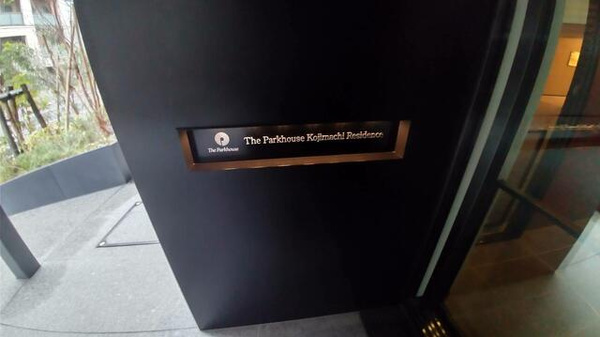 The Parkhouse
The Parkhouse Kojimachi Residence